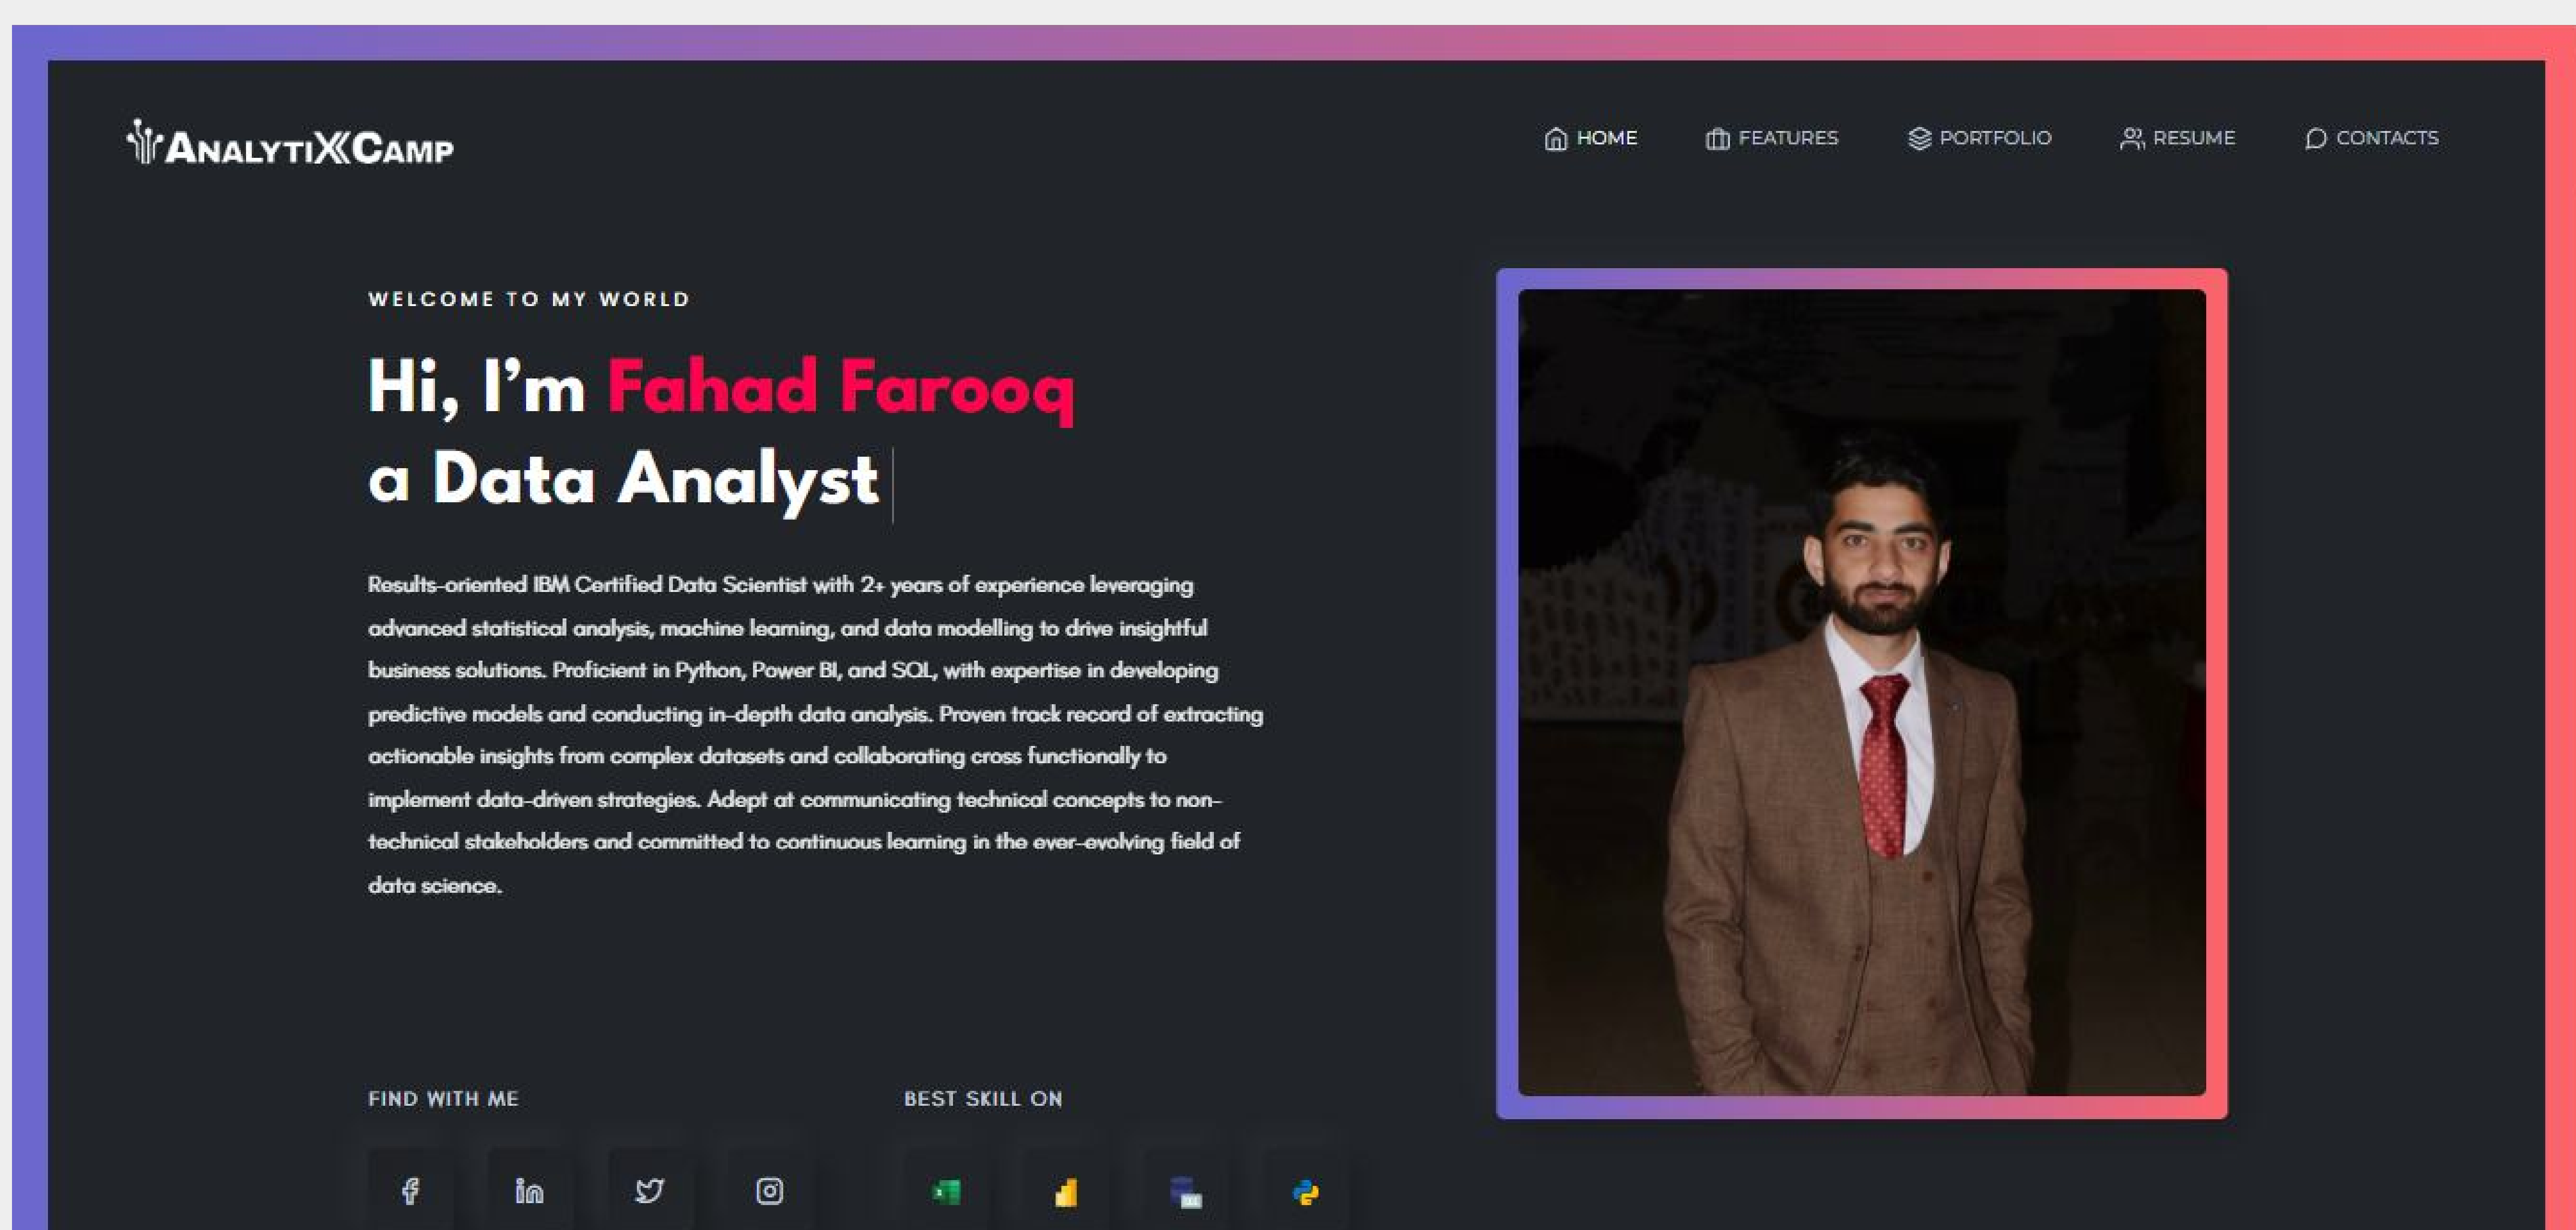 ANALYTIXCAMP
HOME
FEATURES
PORTFOLIO
RESUME
CONTACTS
WELCOME TO MY WORLD
Hi, I’m Fahad Farooq
a Data Analyst
Results-oriented IBM Certified Data Scientist with 2+ years of experience leveraging
advanced statistical analysis, machine learning, and data modelling to drive insightful
business solutions. Proficient in Python, Power BI, and SQL, with expertise in developing
predictive models and conducting in-depth data analysis. Proven track record of extracting
actionable insights from complex datasets and collaborating cross functionally to
implement data-driven strategies. Adept at communicating technical concepts to non-
technical stakeholders and committed to continuous learning in the ever-evolving field of
data science.
FIND WITH ME
BEST SKILL ON